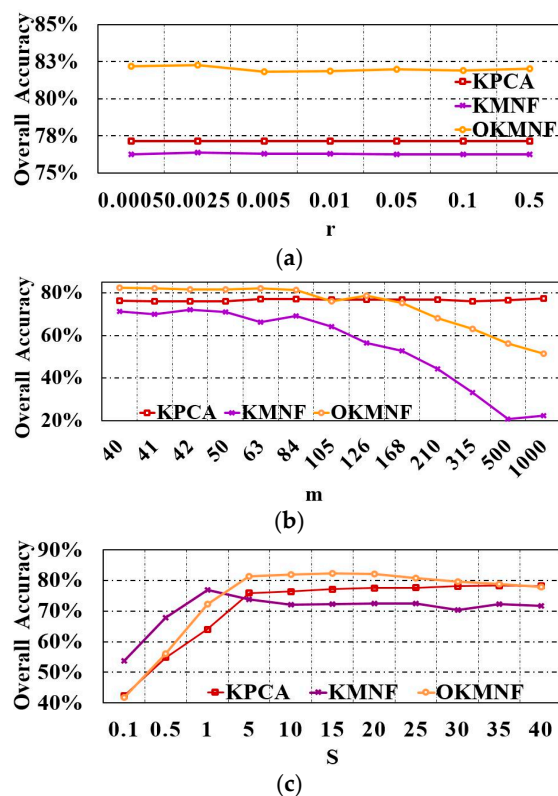 85%
83%
80%
78%
75%
Overall Accuracy
KPCA
KMNF
OKMNF
0.0005 0.0025 0.005 0.01 0.05 0.1 0.5
r
(a)
80%
60%
40%
20%
Overall Accuracy
KPCA KMNF OKMNF
40 41 42 50 63 84 105 126 168 210 315 500 1000
m
(b)
90%
80%
70%
60%
50%
40%
Overall Accuracy
KPCA KMNF OKMNF
0.1 0.5 1 5 10 15 20 25 30 35 40
S
(c)